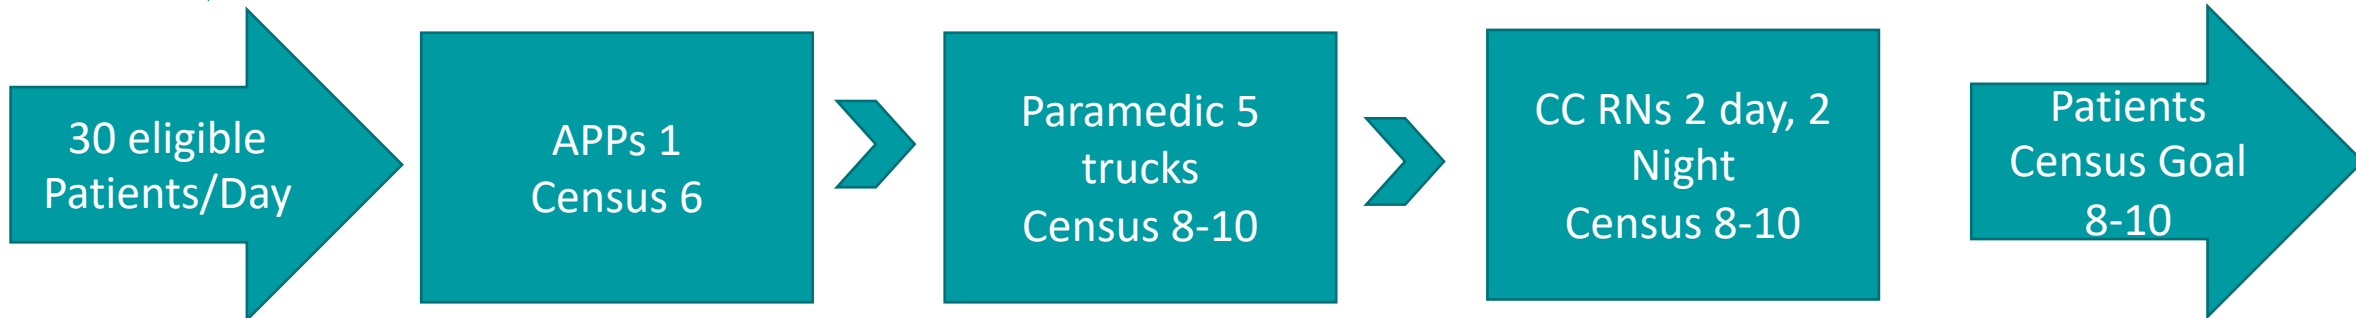 30 eligible
Patients/Day
APPs 1
Census 6
Paramedic 5
trucks
Census 8-10
CC RNs 2 day, 2
Night
Census 8-10
Patients
Census Goal
8-10